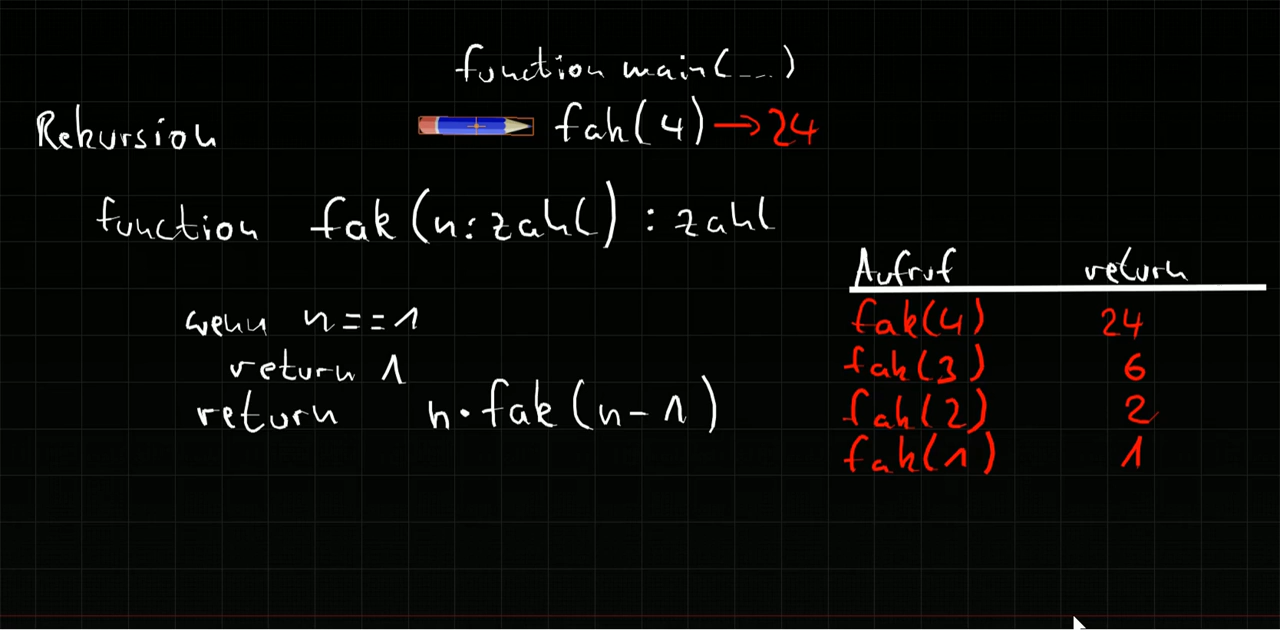 function main(...)
Rekursion
fak(4) → 24
function fak(n: zahl) : zahl
wenn n == 1
return 1
return n · fak(n - 1)
Aufruf return
fak(4) 24
fak(3) 6
fak(2) 2
fak(1) 1